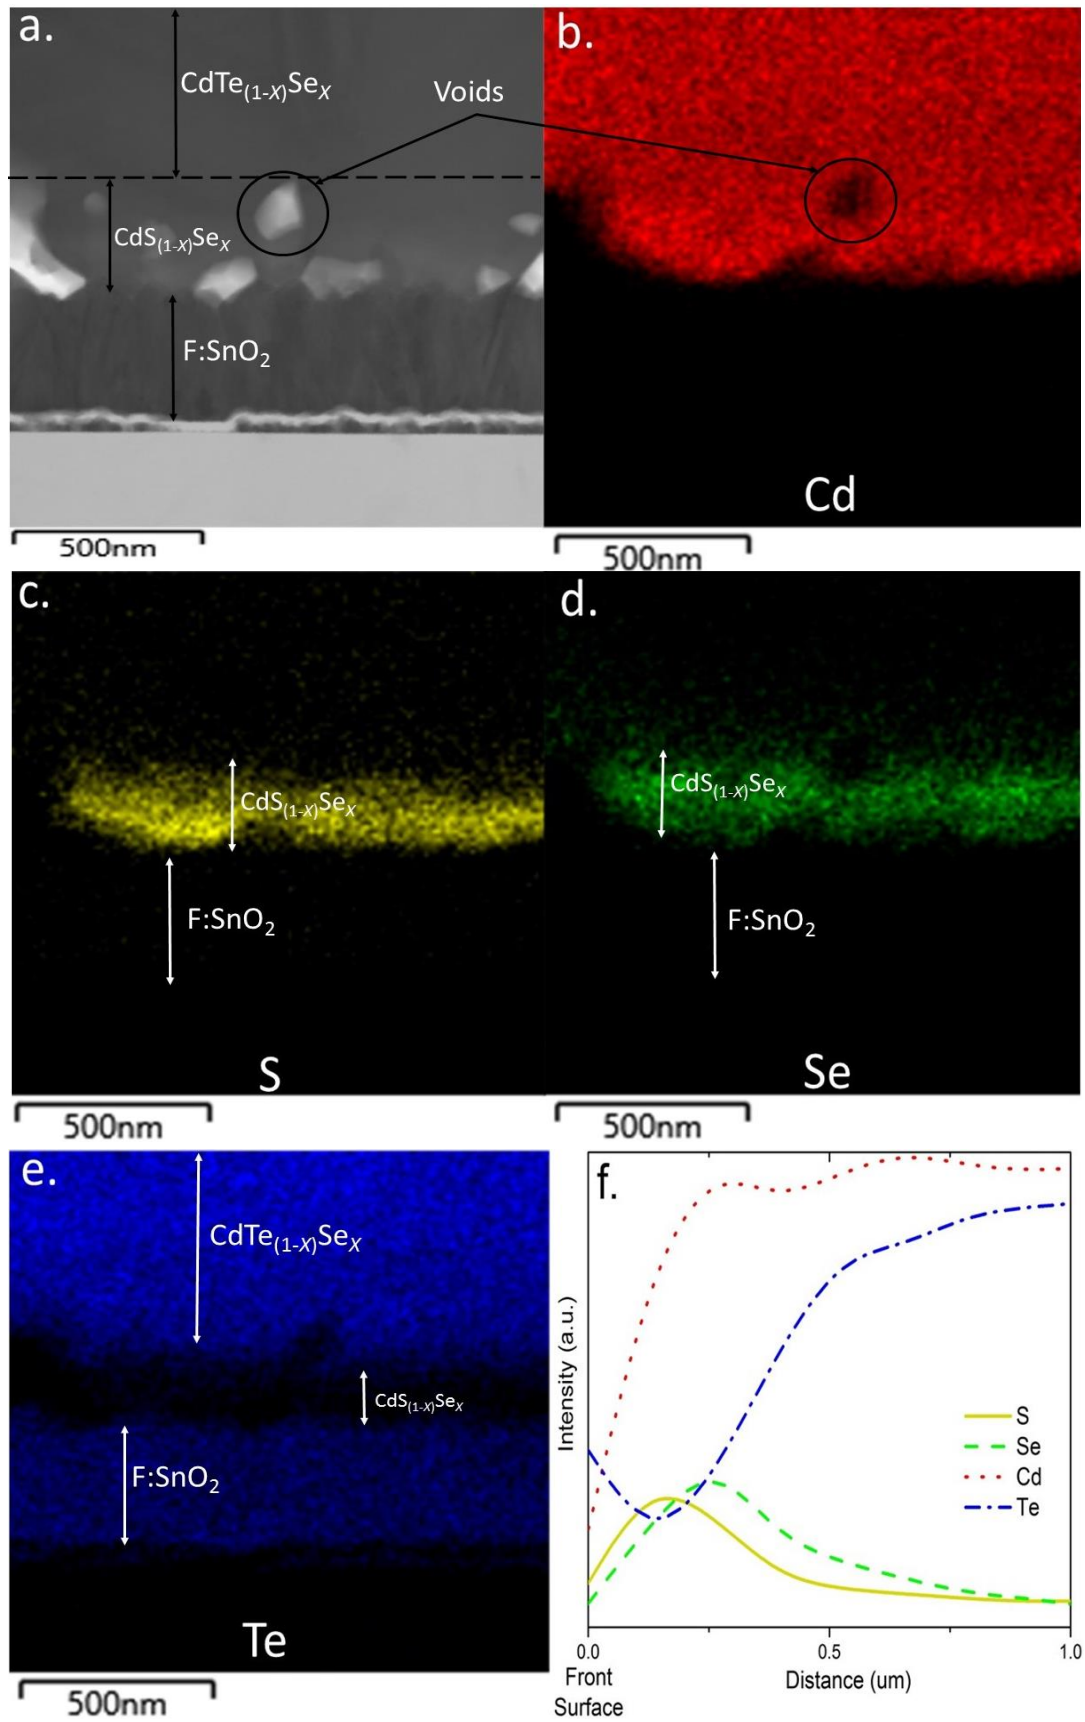 a.
CdTe(1-X)SeX
Voids
CdS(1-X)SeX
F:SnO2
500nm
b.
Cd
500nm
c.
CdS(1-X)SeX
F:SnO2
S
500nm
d.
CdS(1-X)SeX
F:SnO2
Se
500nm
e.
CdTe(1-X)SeX
CdS(1-X)SeX
F:SnO2
Te
500nm
f.
Intensity (a.u.)
S
Se
Cd
Te
0.0 0.5 1.0
Front
Surface
Distance (um)